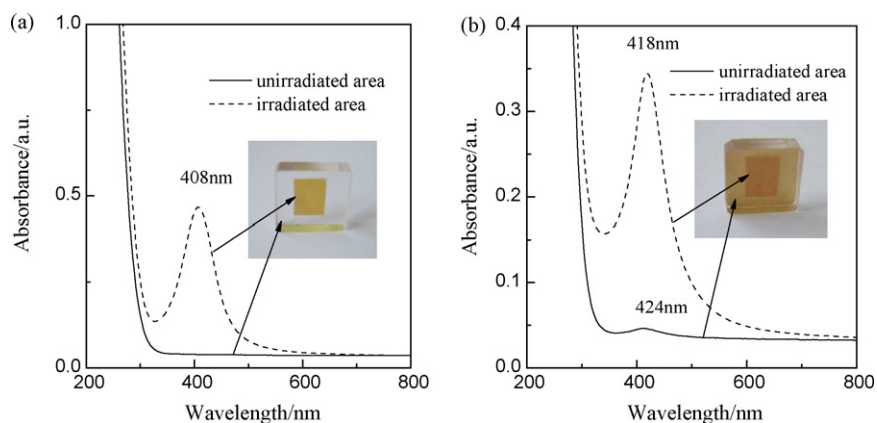 (a)
1.0
0.5
0.0
Absorbance/a.u.
unirradiated area
irradiated area
408nm
200 400 600 800
Wavelength/nm
(b)
0.4
0.3
0.2
0.1
0.0
Absorbance/a.u.
418nm
unirradiated area
irradiated area
424nm
200 400 600 800
Wavelength/nm